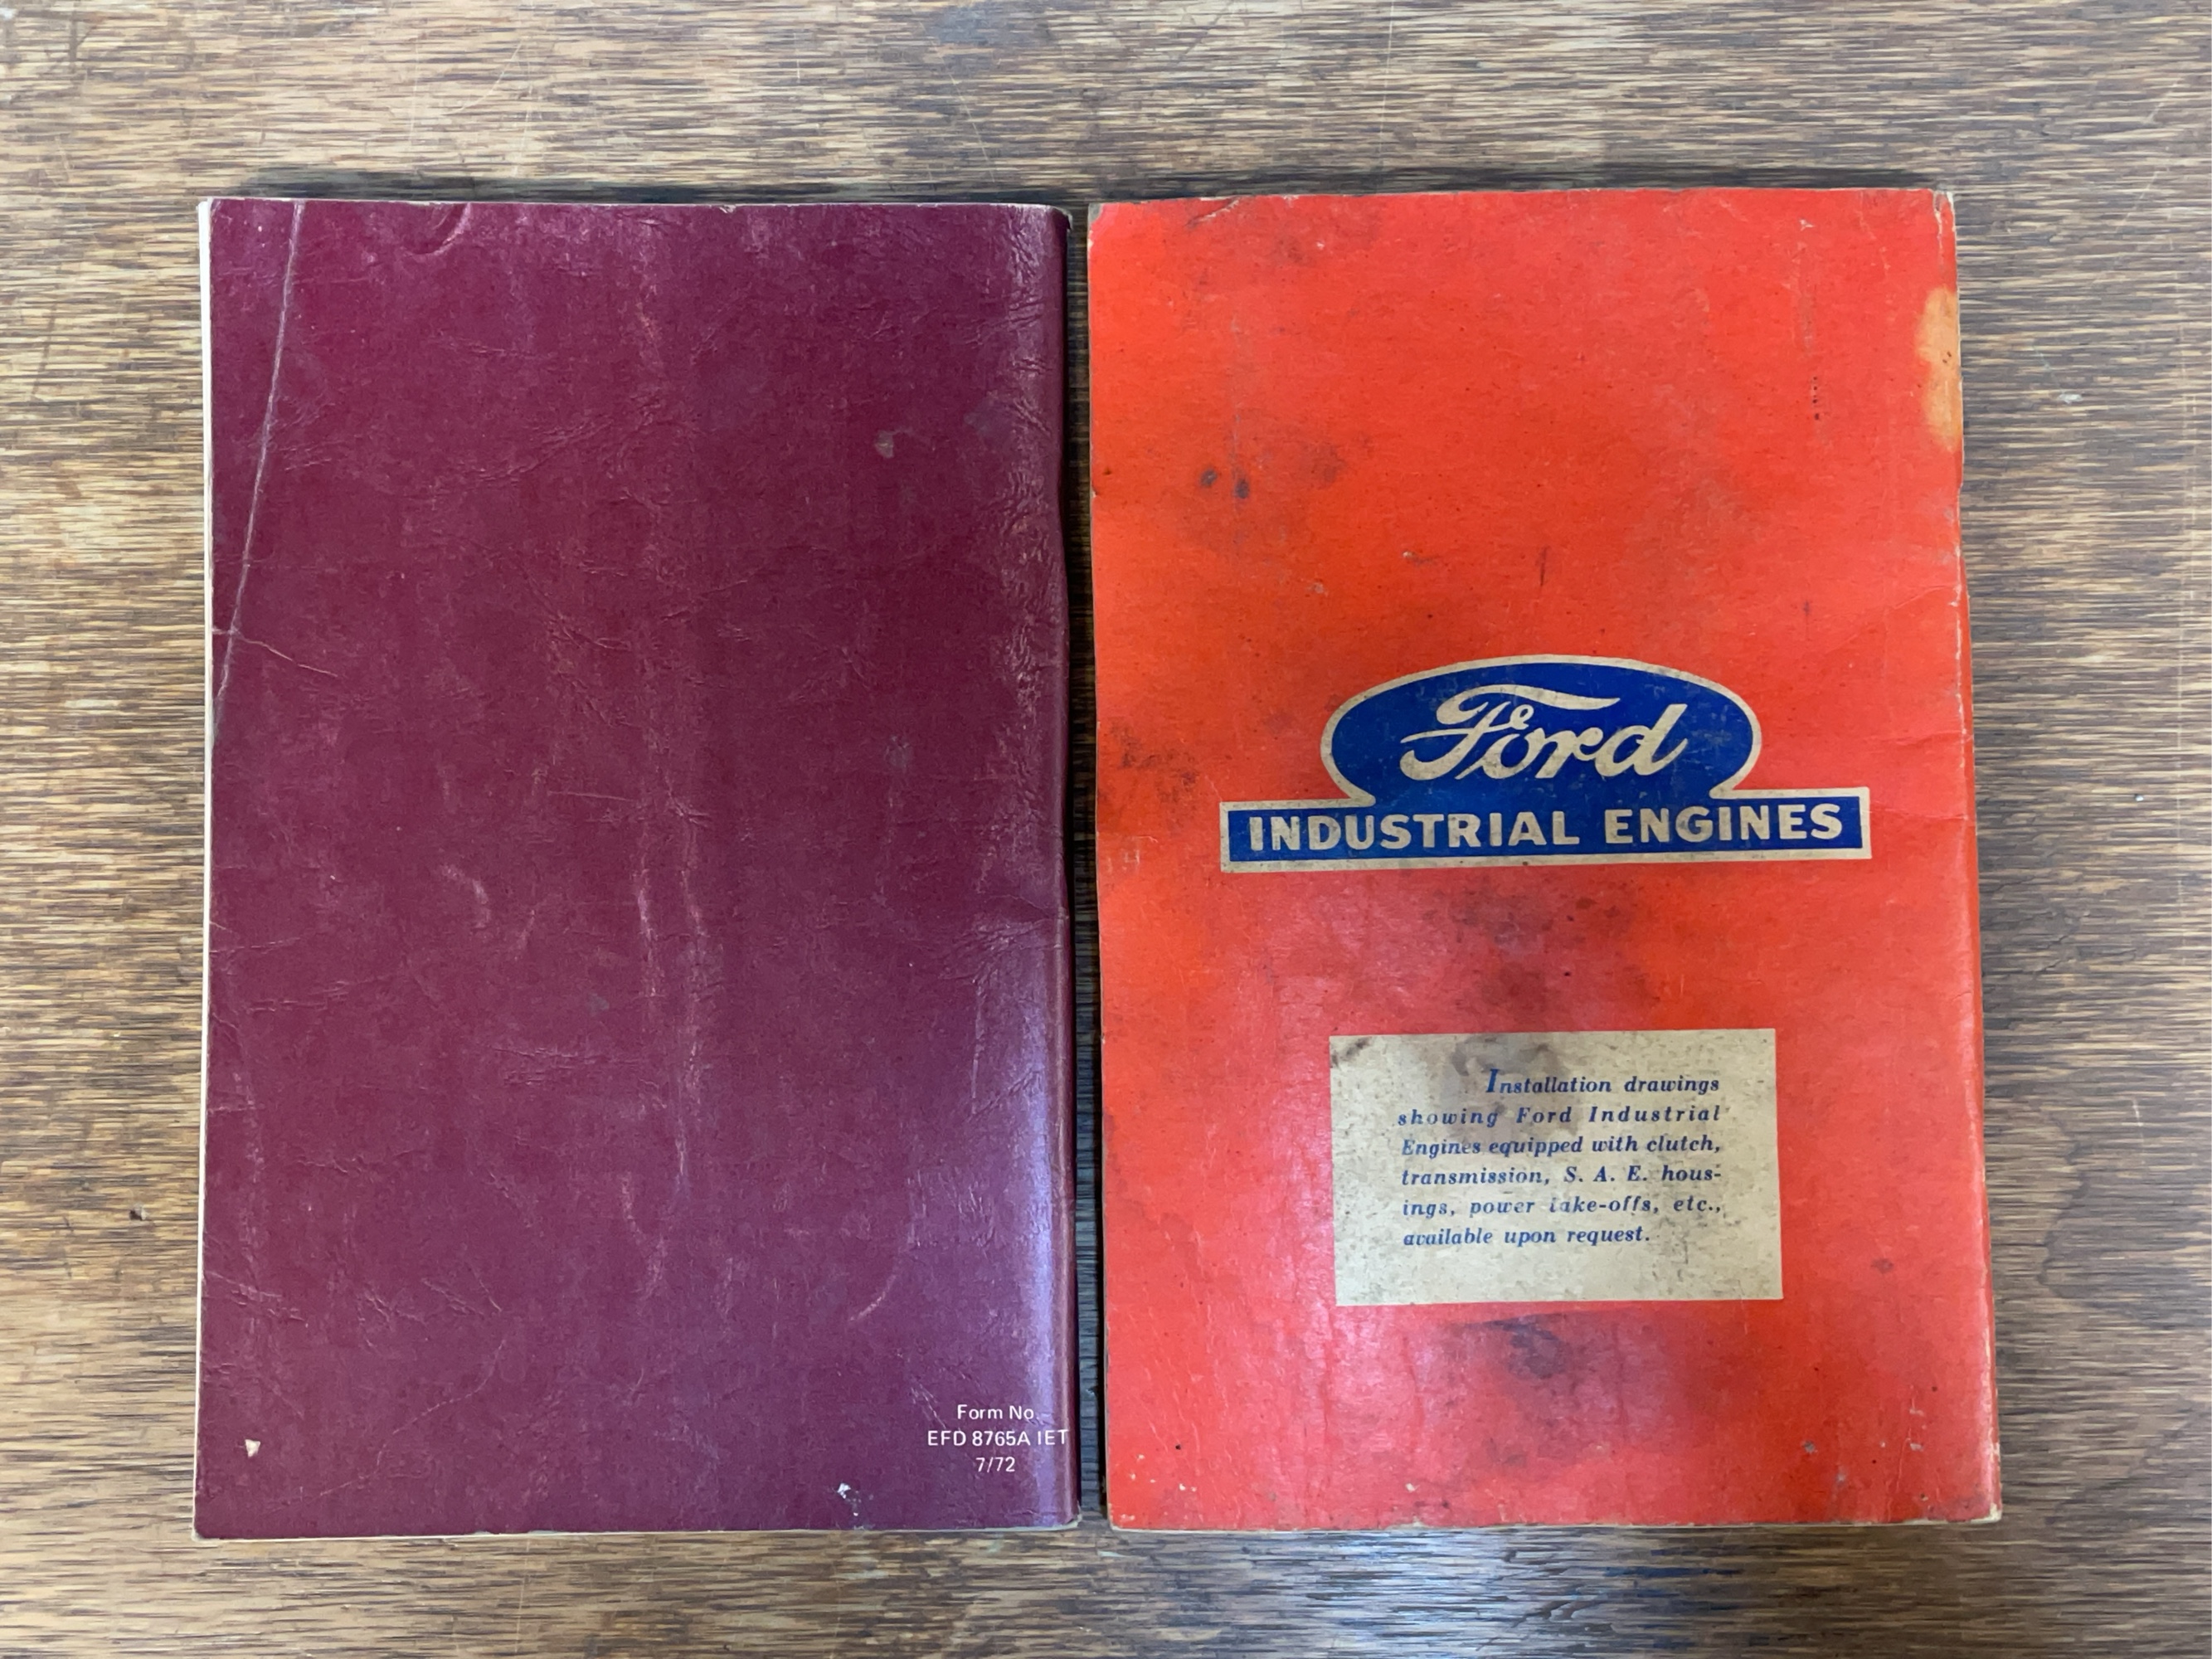 Form No.
EFD 8765A IET
7/72
Ford
INDUSTRIAL ENGINES
Installation drawings
showing Ford Industrial
Engines equipped with clutch,
transmission, S. A. E. hous-
ings, power take-offs, etc.,
available upon request.